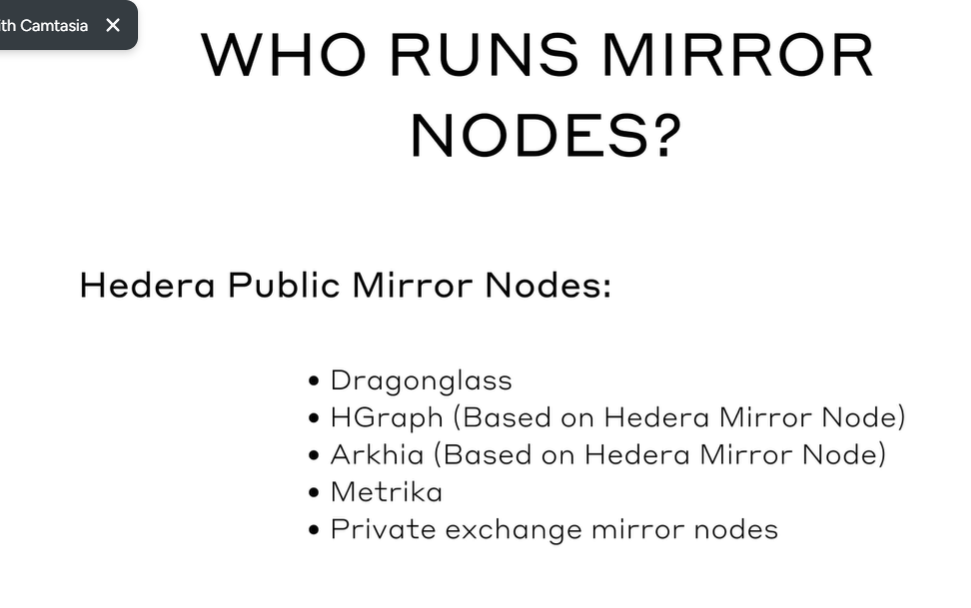 ith Camtasia
WHO RUNS MIRROR
NODES?
Hedera Public Mirror Nodes:
• Dragonglass
• HGraph (Based on Hedera Mirror Node)
• Arkhia (Based on Hedera Mirror Node)
• Metrika
• Private exchange mirror nodes